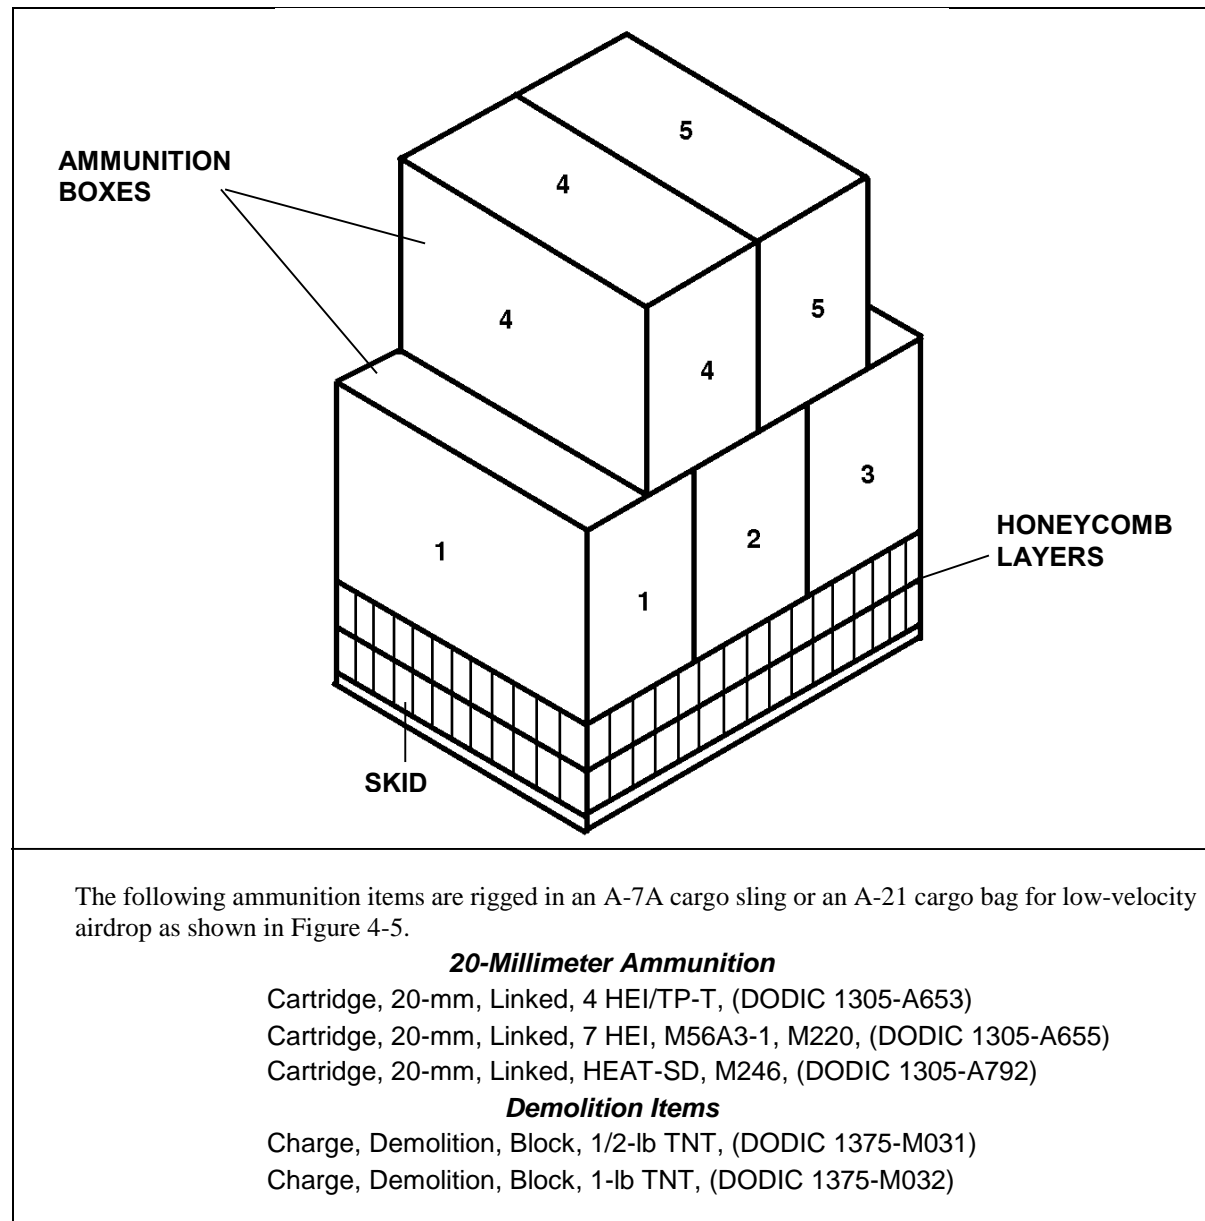 5
AMMUNITION
BOXES
4
5
4
4
3
HONEYCOMB
LAYERS
2
1
1
SKID
The following ammunition items are rigged in an A-7A cargo sling or an A-21 cargo bag for low-velocity
airdrop as shown in Figure 4-5.
20-Millimeter Ammunition
Cartridge, 20-mm, Linked, 4 HEI/TP-T, (DODIC 1305-A653)
Cartridge, 20-mm, Linked, 7 HEI, M56A3-1, M220, (DODIC 1305-A655)
Cartridge, 20-mm, Linked, HEAT-SD, M246, (DODIC 1305-A792)
Demolition Items
Charge, Demolition, Block, 1/2-lb TNT, (DODIC 1375-M031)
Charge, Demolition, Block, 1-lb TNT, (DODIC 1375-M032)